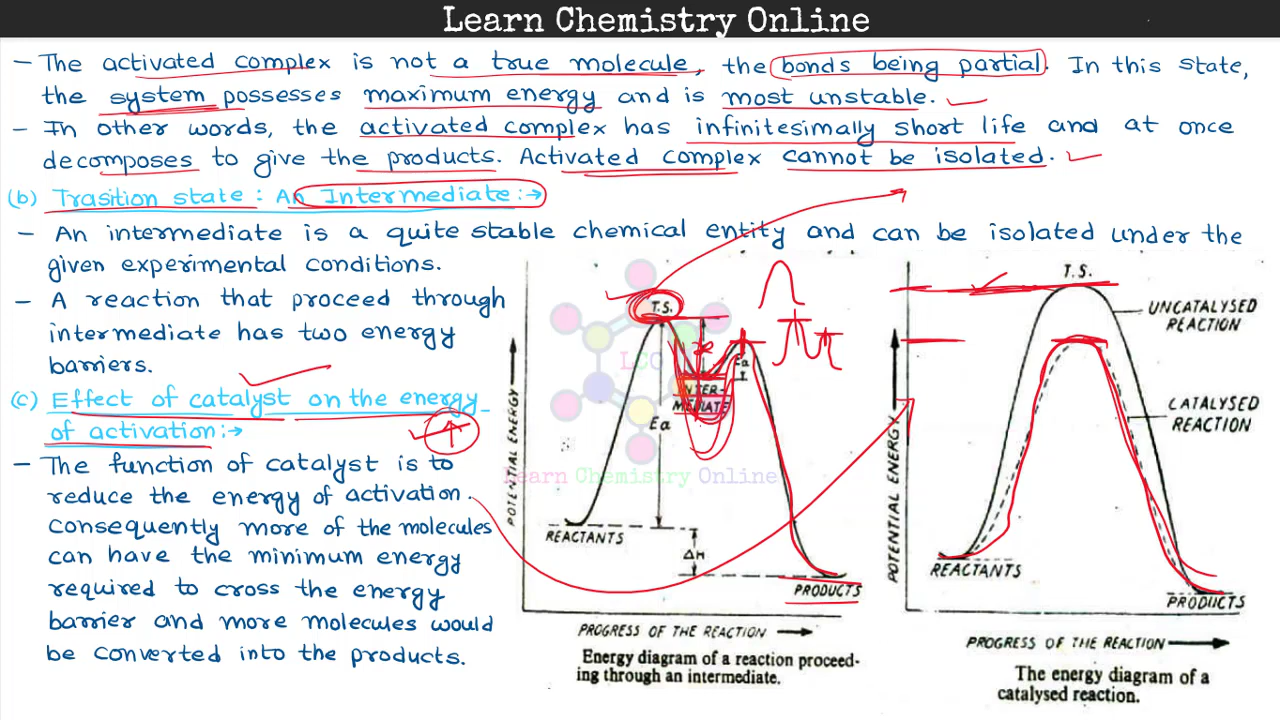 Learn Chemistry Online
- The activated complex is not a true molecule, the bonds being partial. In this state,
the system possesses maximum energy and is most unstable.
- In other words, the activated complex has infinitesimally short life and at once
decomposes to give the products. Activated complex cannot be isolated.
(b) Trasition state : An Intermediate:→
- An intermediate is a quite stable chemical entity and can be isolated under the
given experimental conditions.
- A reaction that proceed through
intermediate has two energy
barriers.
(c) Effect of catalyst on the energy
of activation:→
- The function of catalyst is to
reduce the energy of activation.
Consequently more of the molecules
can have the minimum energy
required to cross the energy
barrier and more molecules would
be converted into the products.
T.S.
Ea
INTER-
MEDIATE
Ea
POTENTIAL ENERGY
REACTANTS
ΔH
PRODUCTS
PROGRESS OF THE REACTION
Energy diagram of a reaction proceed-
ing through an intermediate.
LCO
Learn Chemistry Online
T.S.
UNCATALYSED
REACTION
CATALYSED
REACTION
POTENTIAL ENERGY
REACTANTS
PRODUCTS
PROGRESS OF THE REACTION
The energy diagram of a
catalysed reaction.